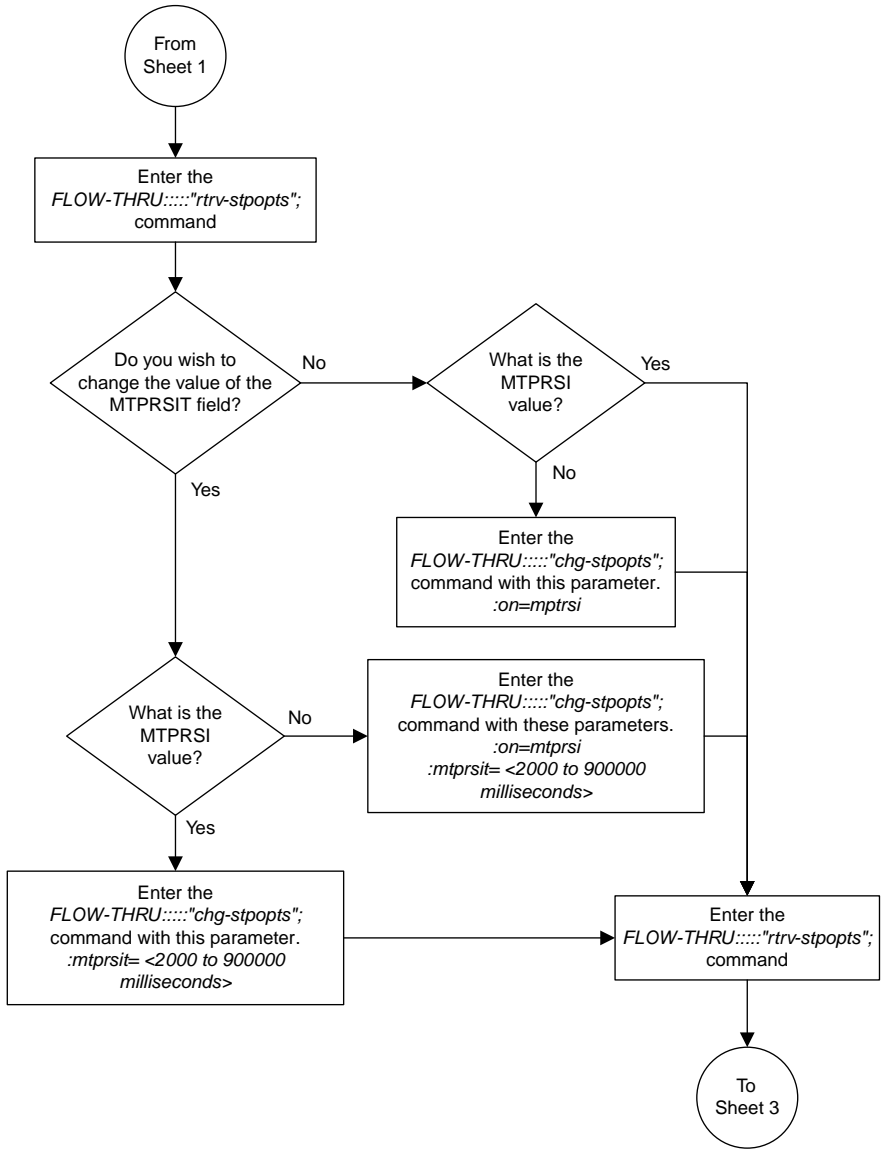 From
Sheet 1
Enter the
FLOW-THRU:::::"rtrv-stpopts";
command
Do you wish to
change the value of the
MTPRSIT field?
No
What is the
MTPRSI
value?
Yes
No
Yes
Enter the
FLOW-THRU:::::"chg-stpopts";
command with this parameter.
:on=mptrsi
What is the
MTPRSI
value?
No
Enter the
FLOW-THRU:::::"chg-stpopts";
command with these parameters.
:on=mtprsi
:mtprsit= <2000 to 900000
milliseconds>
Yes
Enter the
FLOW-THRU:::::"chg-stpopts";
command with this parameter.
:mtprsit= <2000 to 900000
milliseconds>
Enter the
FLOW-THRU:::::"rtrv-stpopts";
command
To
Sheet 3